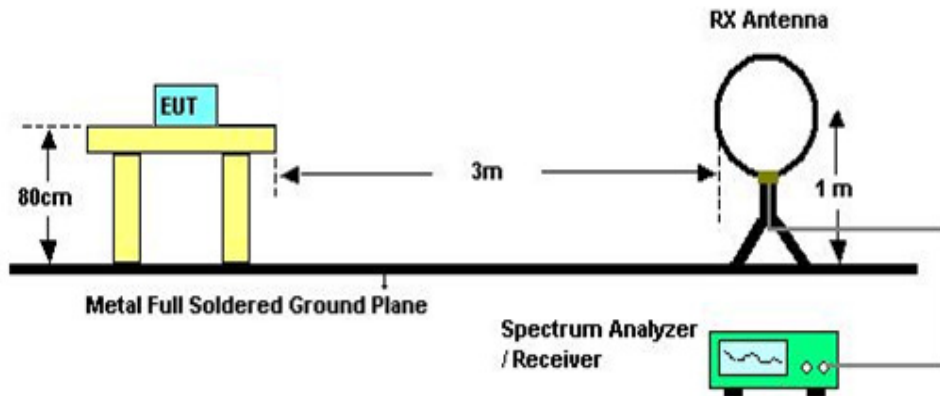 RX Antenna
EUT
3m
80cm
1 m
Metal Full Soldered Ground Plane
Spectrum Analyzer
/ Receiver